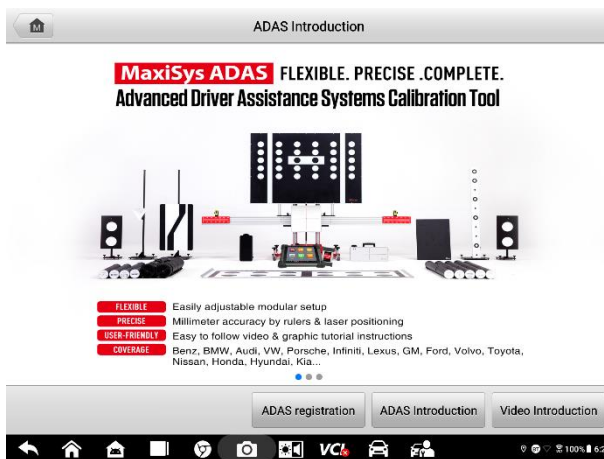 M
ADAS Introduction
MaxiSys ADAS FLEXIBLE. PRECISE .COMPLETE.
Advanced Driver Assistance Systems Calibration Tool
FLEXIBLE Easily adjustable modular setup
PRECISE Millimeter accuracy by rulers & laser positioning
USER-FRIENDLY Easy to follow video & graphic tutorial instructions
COVERAGE Benz, BMW, Audi, VW, Porsche, Infiniti, Lexus, GM, Ford, Volvo, Toyota,
Nissan, Honda, Hyundai, Kia...
ADAS registration ADAS Introduction Video Introduction
VCI 100%